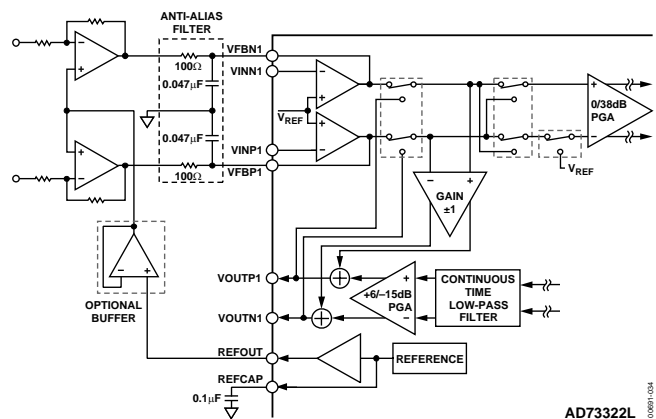 ANTI-ALIAS
FILTER
VFBN1
100Ω
VINN1
0.047μF
VREF
0.047μF
VINP1
100Ω
VFBP1
0/38dB
PGA
VREF
GAIN
±1
OPTIONAL
BUFFER
VOUTP1
+6/–15dB
PGA
CONTINUOUS
TIME
LOW-PASS
FILTER
VOUTN1
REFOUT
REFERENCE
REFCAP
0.1μF
AD73322L
00691-034